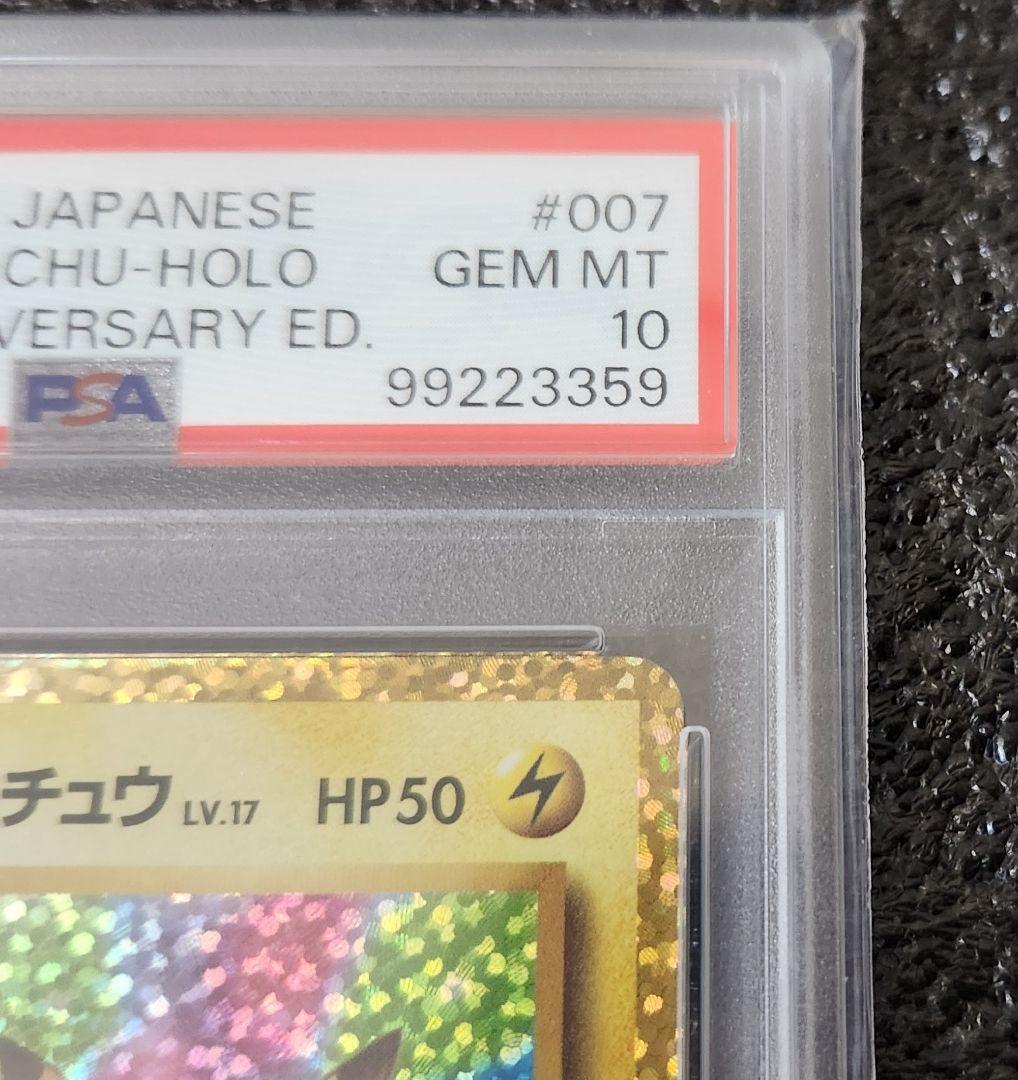 JAPANESE #007
CHU-HOLO GEM MT
VERSARY ED. 10
99223359
PSA
チュウ LV.17 HP50